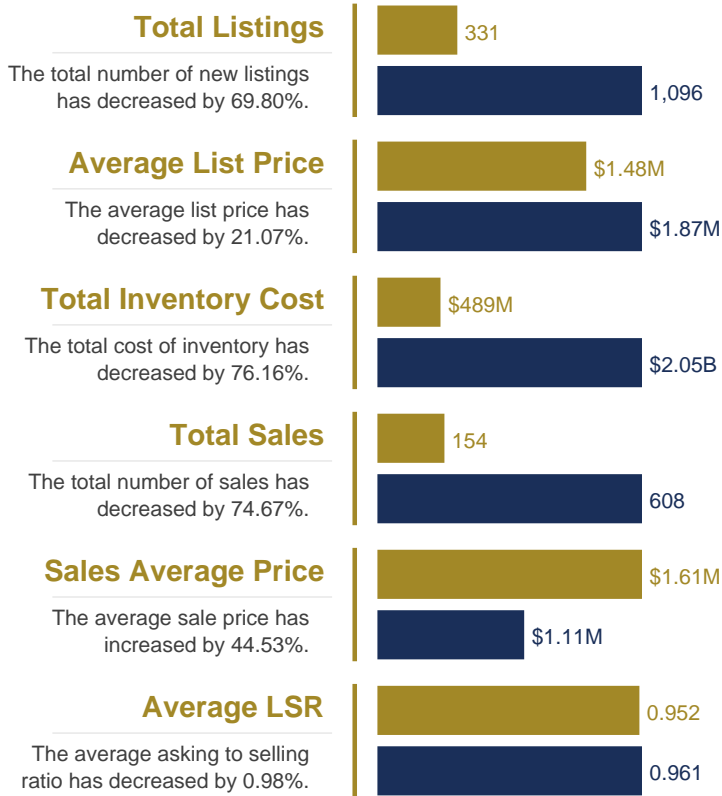 Total Listings
The total number of new listings
has decreased by 69.80%.
331
1,096
Average List Price
The average list price has
decreased by 21.07%.
$1.48M
$1.87M
Total Inventory Cost
The total cost of inventory has
decreased by 76.16%.
$489M
$2.05B
Total Sales
The total number of sales has
decreased by 74.67%.
154
608
Sales Average Price
The average sale price has
increased by 44.53%.
$1.61M
$1.11M
Average LSR
The average asking to selling
ratio has decreased by 0.98%.
0.952
0.961